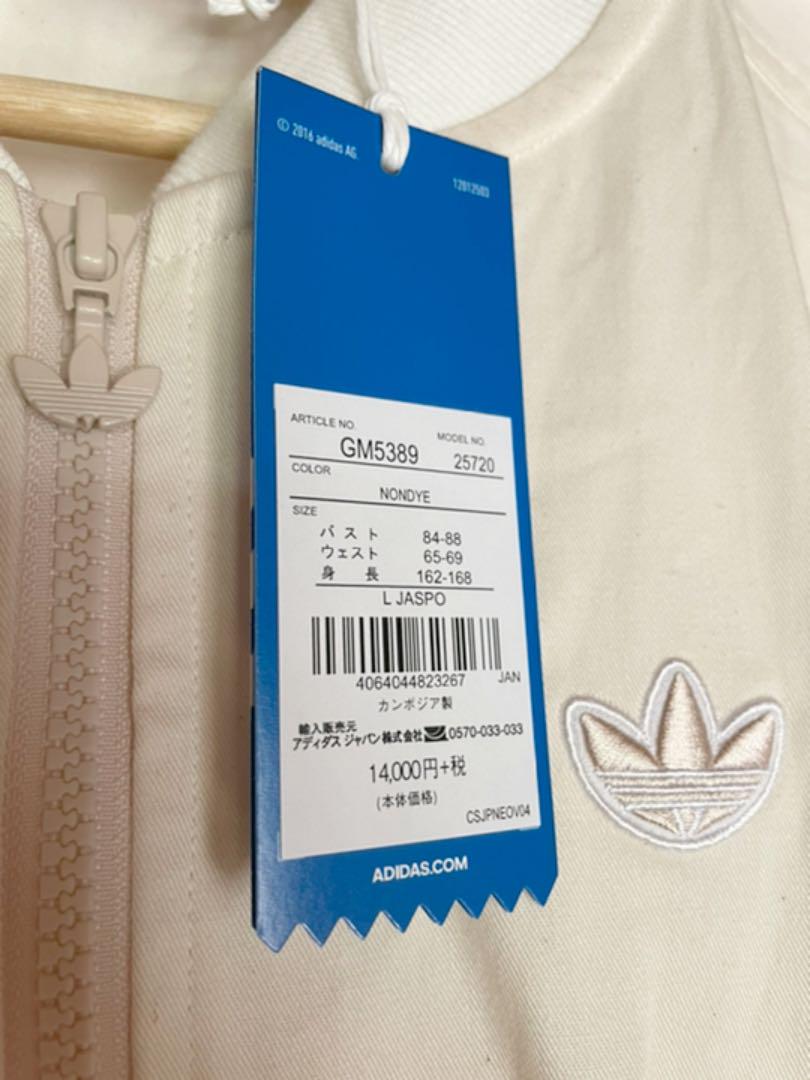 © 2016 adidas AG.
12012503
ARTICLE NO.
MODEL NO.
GM5389
25720
COLOR
NONDYE
SIZE
バスト 84-88
ウェスト 65-69
身長 162-168
L JASPO
4064044823267 JAN
カンボジア製
輸入販売元
アディダス ジャパン株式会社 0570-033-033
14,000円+税
(本体価格)
CSJPNEOV04
ADIDAS.COM